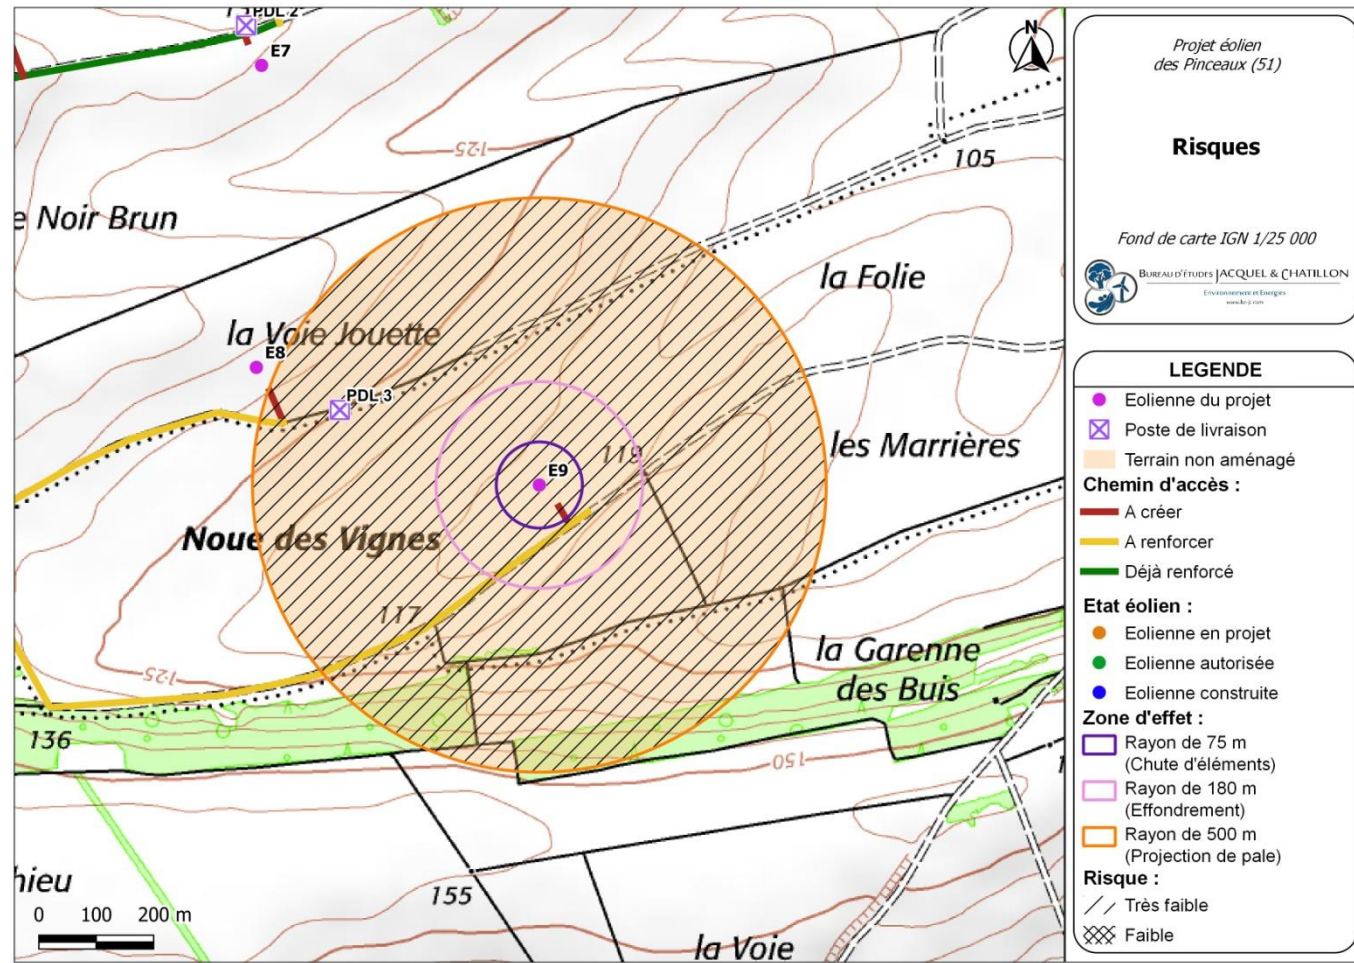 PDL 2
E7
N
125
105
e Noir Brun
la Folie
la Voie Jouette
E8
PDL 3
les Marrières
119
E9
Noue des Vignes
117
la Garenne
des Buis
125
136
150
hieu
155
la Voie
0 100 200 m
Projet éolien
des Pinceaux (51)
Risques
Fond de carte IGN 1/25 000
BUREAU D'ÉTUDES JACQUEL & CHATILLON
Environnement et Energies
LEGENDE
Eolienne du projet
Poste de livraison
Terrain non aménagé
Chemin d'accès :
A créer
A renforcer
Déjà renforcé
Etat éolien :
Eolienne en projet
Eolienne autorisée
Eolienne construite
Zone d'effet :
Rayon de 75 m
(Chute d'éléments)
Rayon de 180 m
(Effondrement)
Rayon de 500 m
(Projection de pale)
Risque :
Très faible
Faible